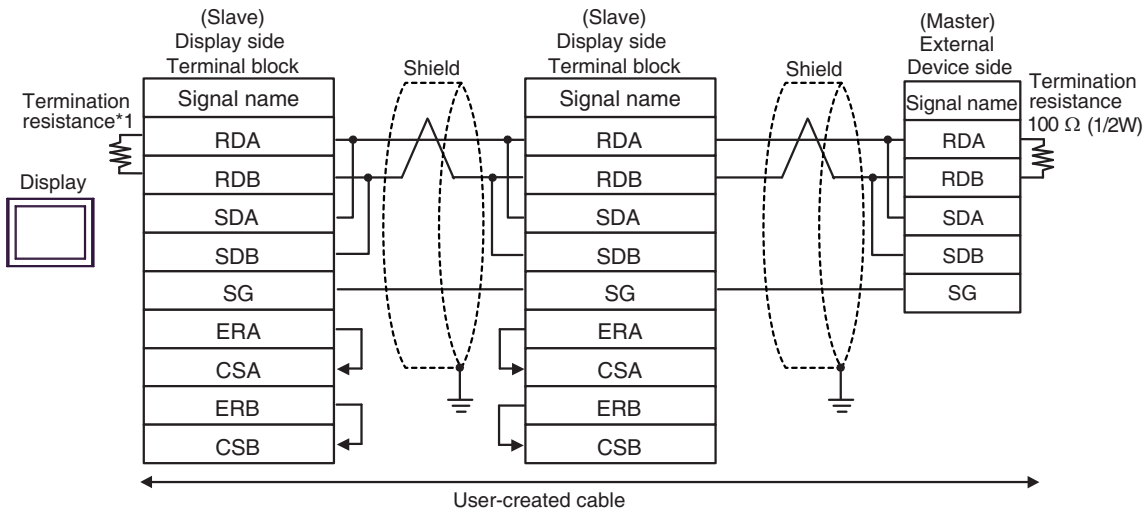 (Slave)
Display side
Terminal block
Shield
(Slave)
Display side
Terminal block
Shield
(Master)
External
Device side
Termination
resistance*1
Termination
resistance
100 Ω (1/2W)
Display
Signal name
RDA
RDB
SDA
SDB
SG
ERA
CSA
ERB
CSB
Signal name
RDA
RDB
SDA
SDB
SG
ERA
CSA
ERB
CSB
Signal name
RDA
RDB
SDA
SDB
SG
User-created cable